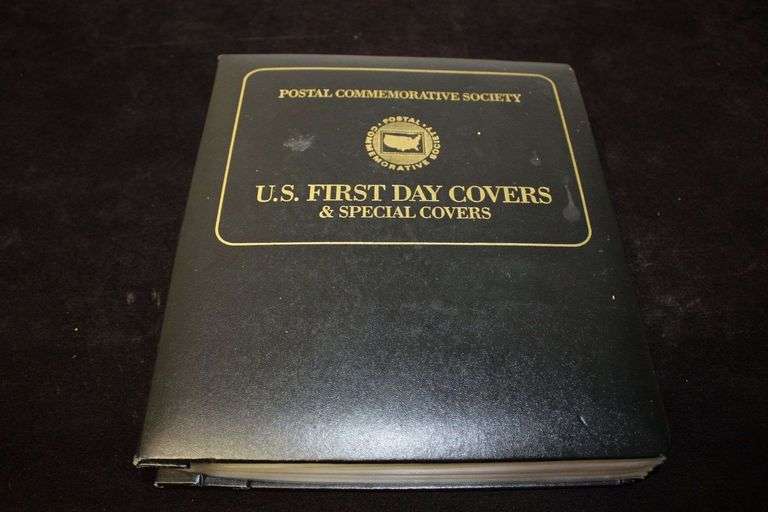 POSTAL COMMEMORATIVE SOCIETY
• POSTAL •
COMMEMORATIVE SOCIETY
U.S. FIRST DAY COVERS
& SPECIAL COVERS